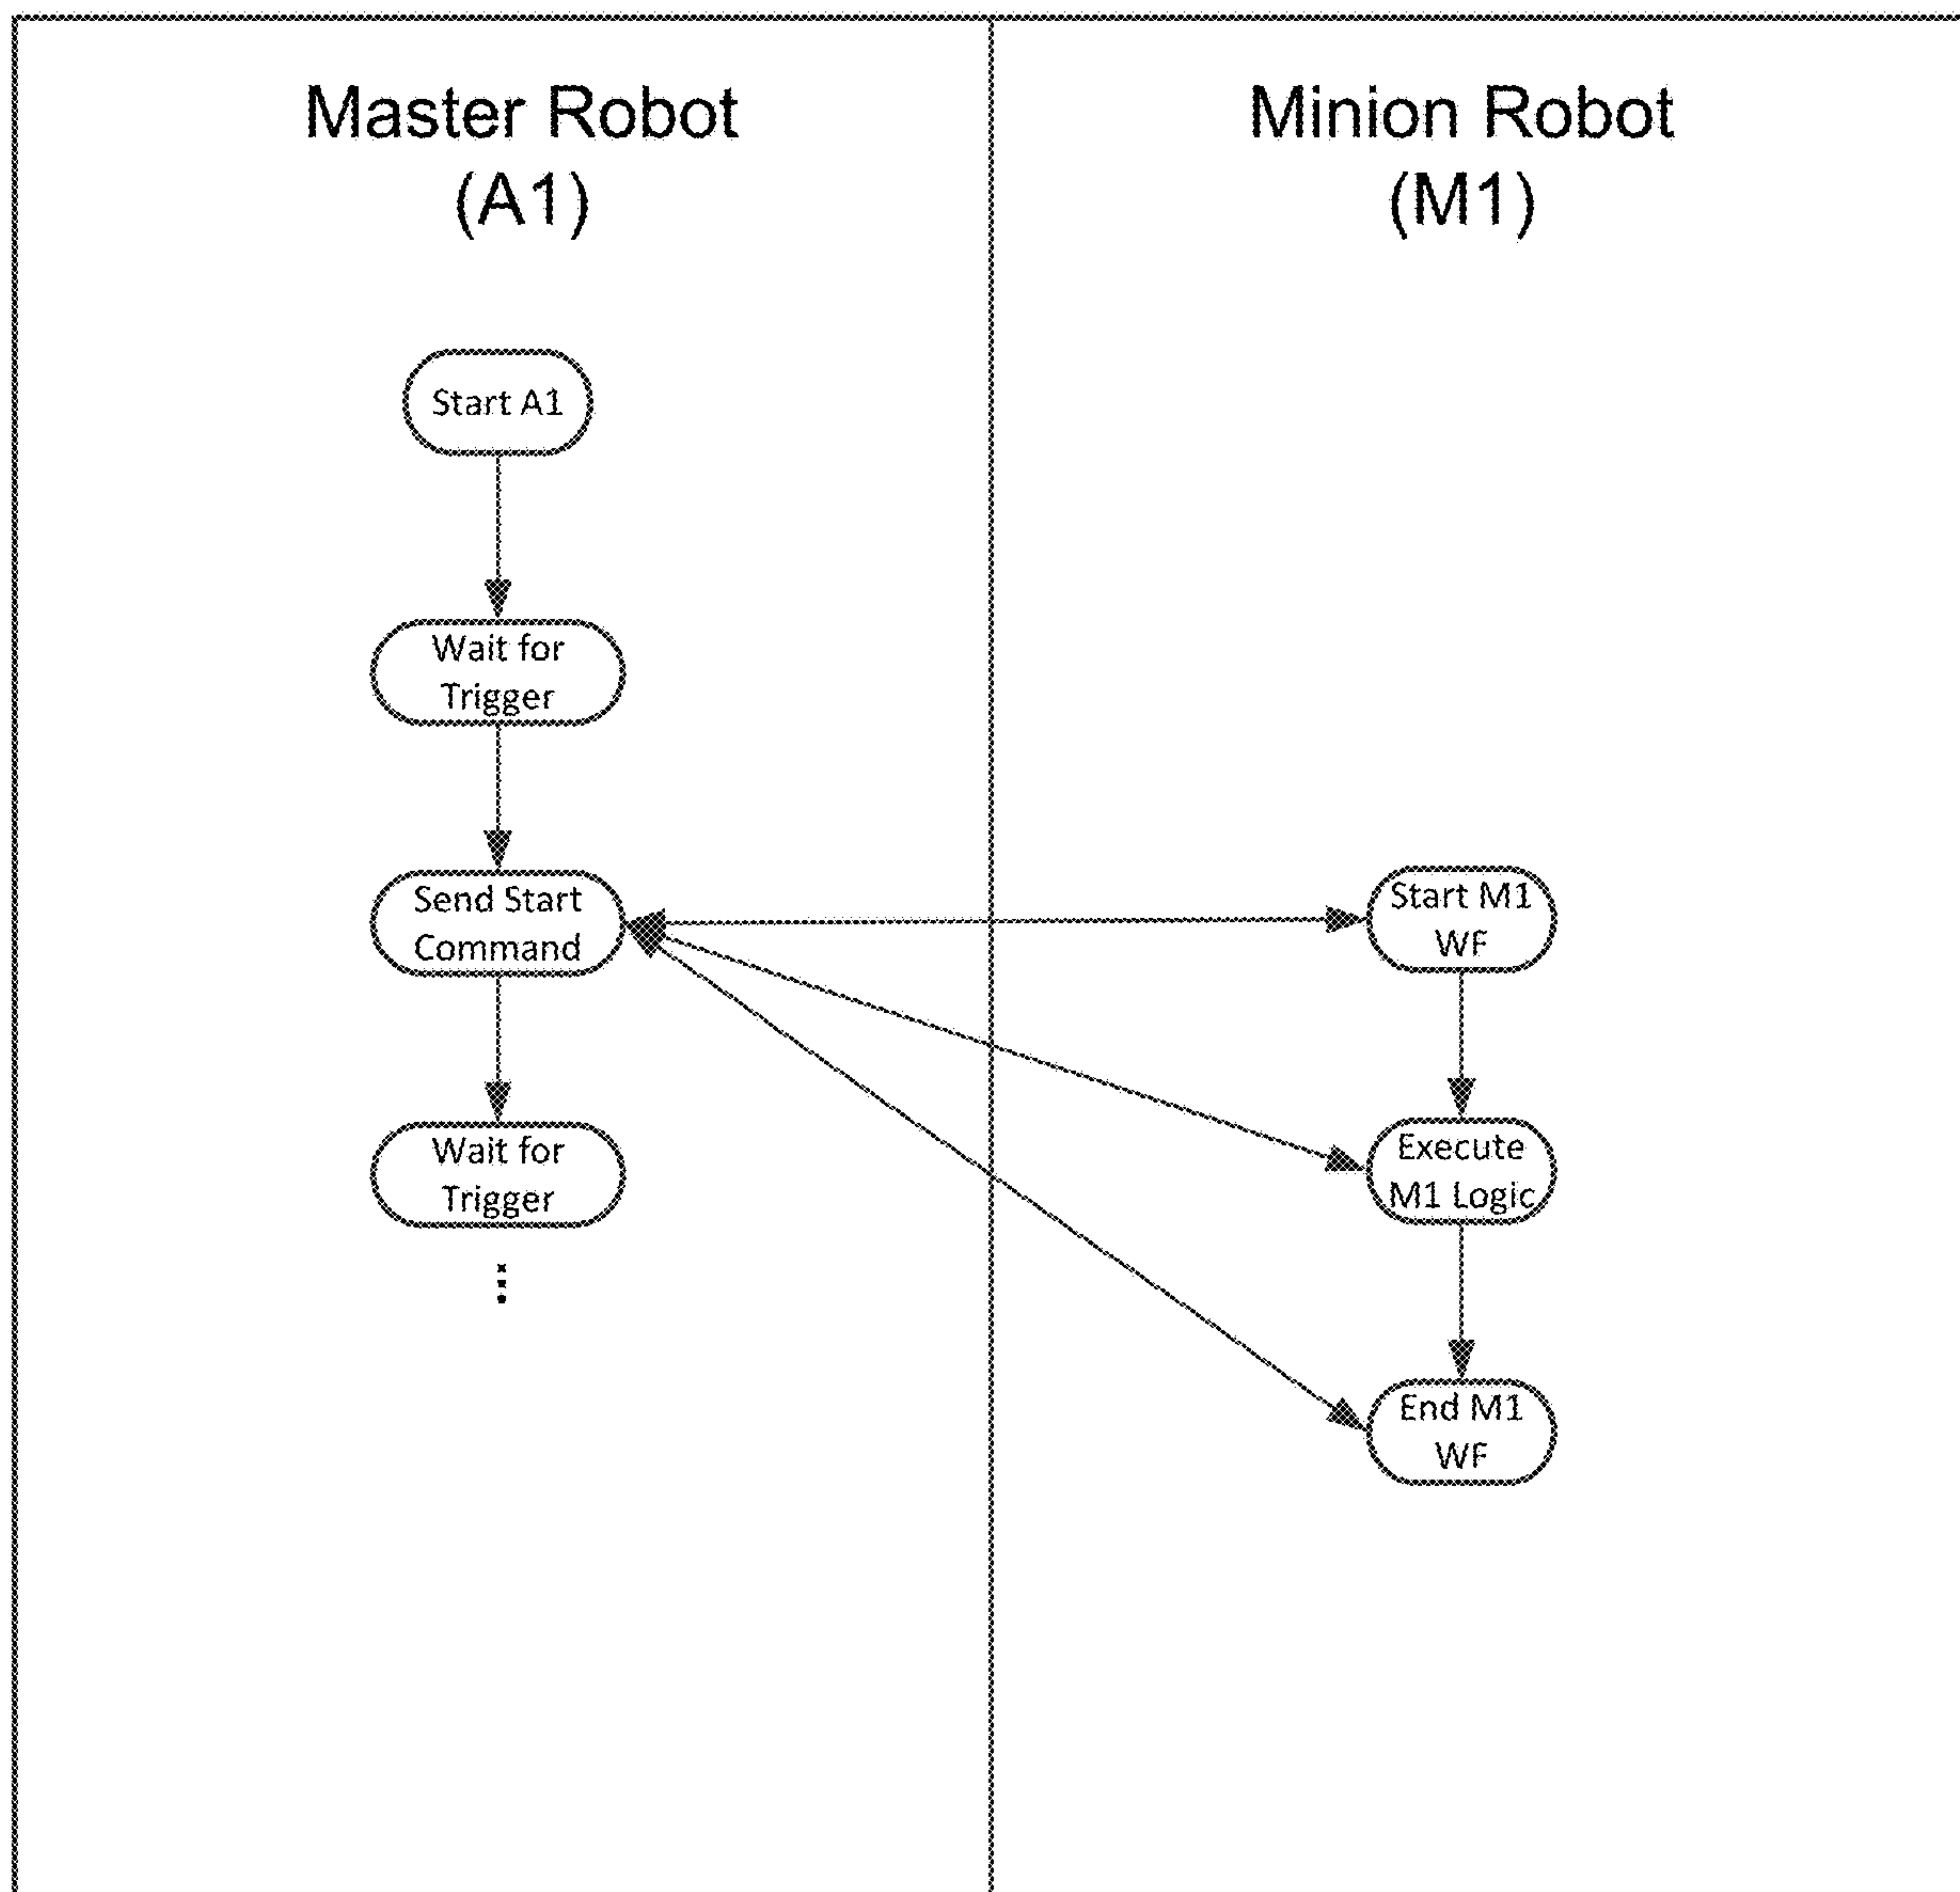 Master Robot
(A1)
Minion Robot
(M1)
Start A1
Wait for
Trigger
Send Start
Command
Wait for
Trigger
Start M1
WF
Execute
M1 Logic
End M1
WF